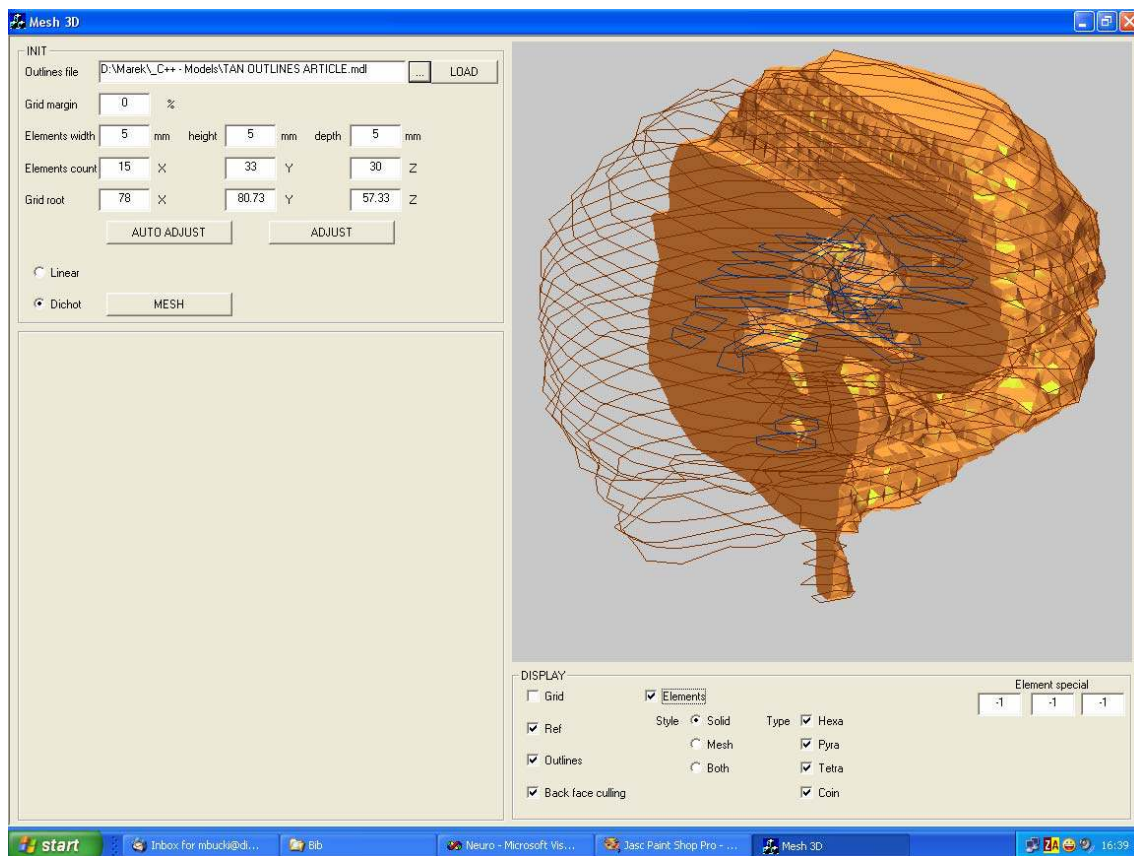 Mesh 3D
INIT
Outlines file D:\Marek\_C++ - Models\TAN OUTLINES ARTICLE.mdl ... LOAD
Grid margin 0 %
Elements width 5 mm height 5 mm depth 5 mm
Elements count 15 X 33 Y 30 Z
Grid root 78 X 80.73 Y 57.33 Z
AUTO ADJUST ADJUST
Linear
Dichot MESH
DISPLAY
Grid Elements Element special
-1 -1 -1
Ref Style Solid Type Hexa
Mesh Pyra
Outlines Both Tetra
Back face culling Coin
start Inbox for mbucki@di... Bib Neuro - Microsoft Vis... Jasc Paint Shop Pro - ... Mesh 3D ZA 16:39